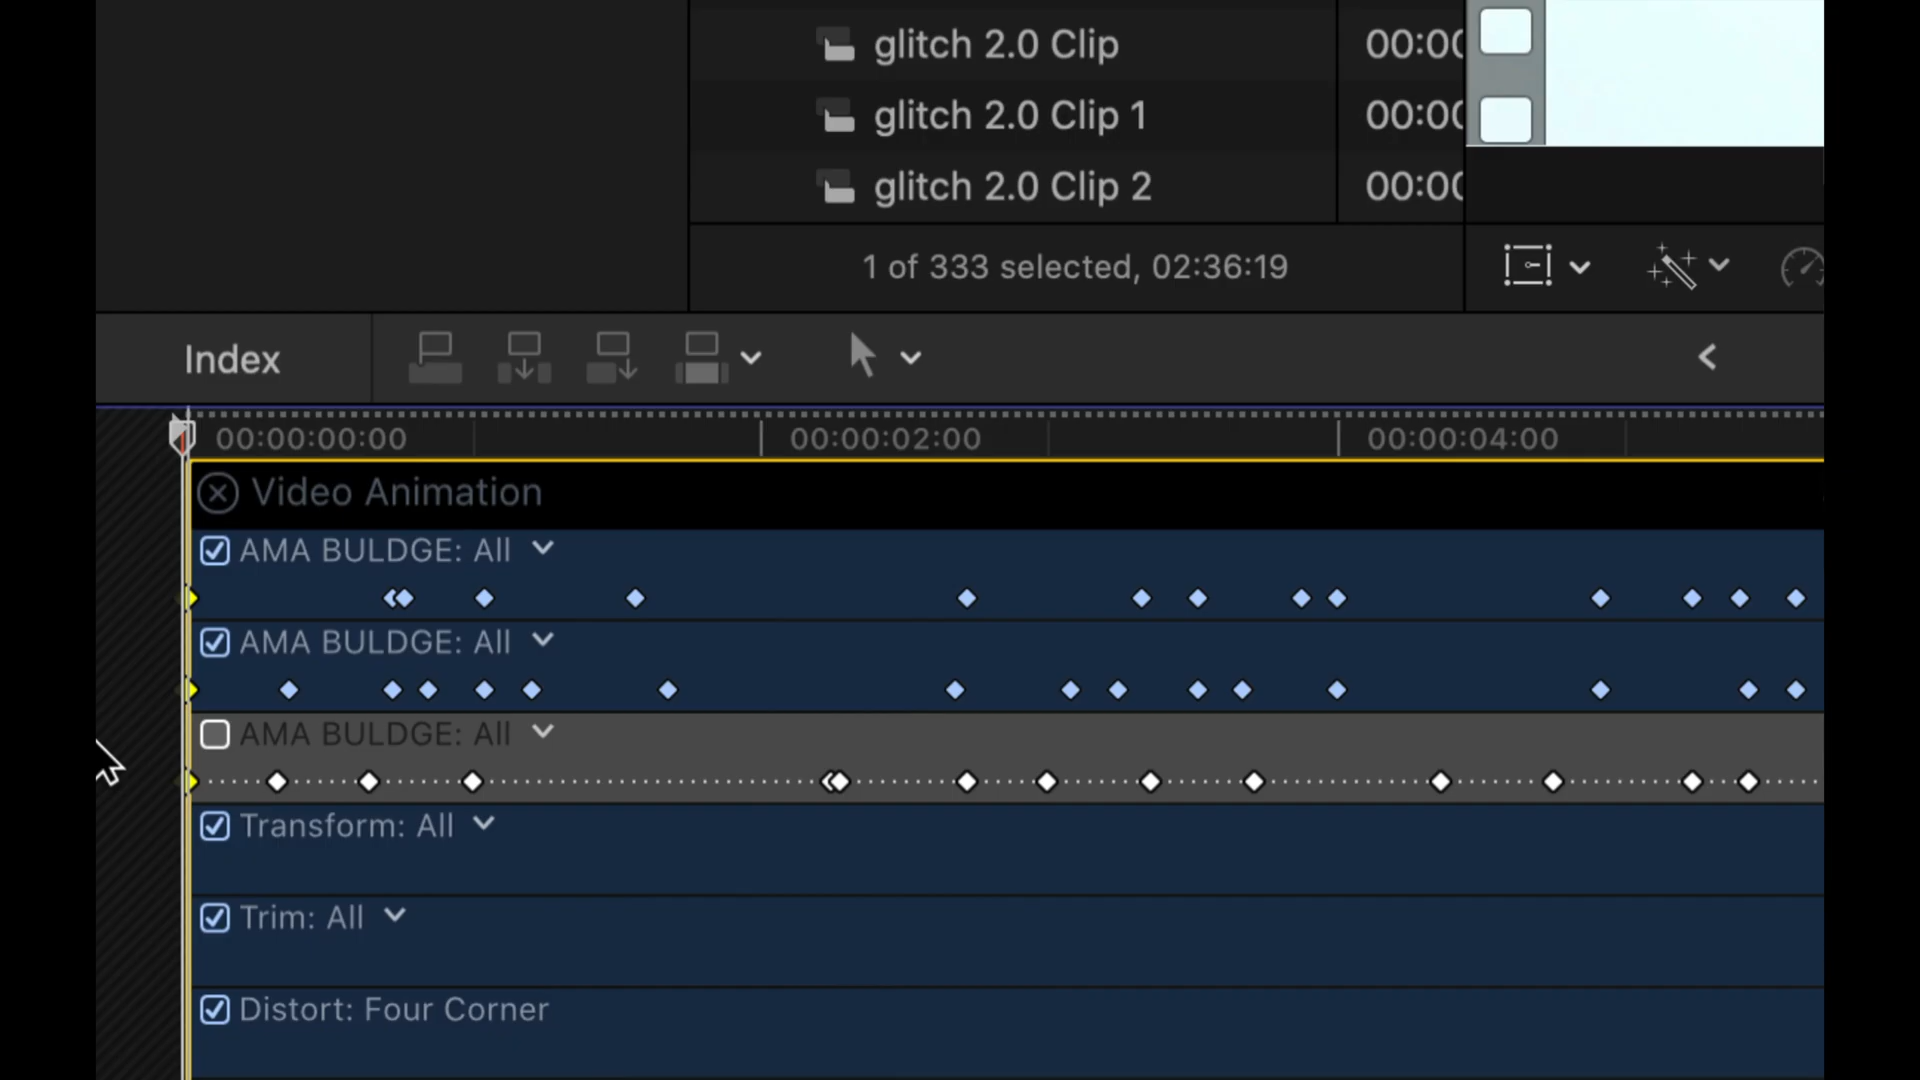 glitch 2.0 Clip
00:00
glitch 2.0 Clip 1
00:00
glitch 2.0 Clip 2
00:00
1 of 333 selected, 02:36:19
Index
00:00:00:00
00:00:02:00
00:00:04:00
Video Animation
AMA BULDGE: All
AMA BULDGE: All
AMA BULDGE: All
Transform: All
Trim: All
Distort: Four Corner